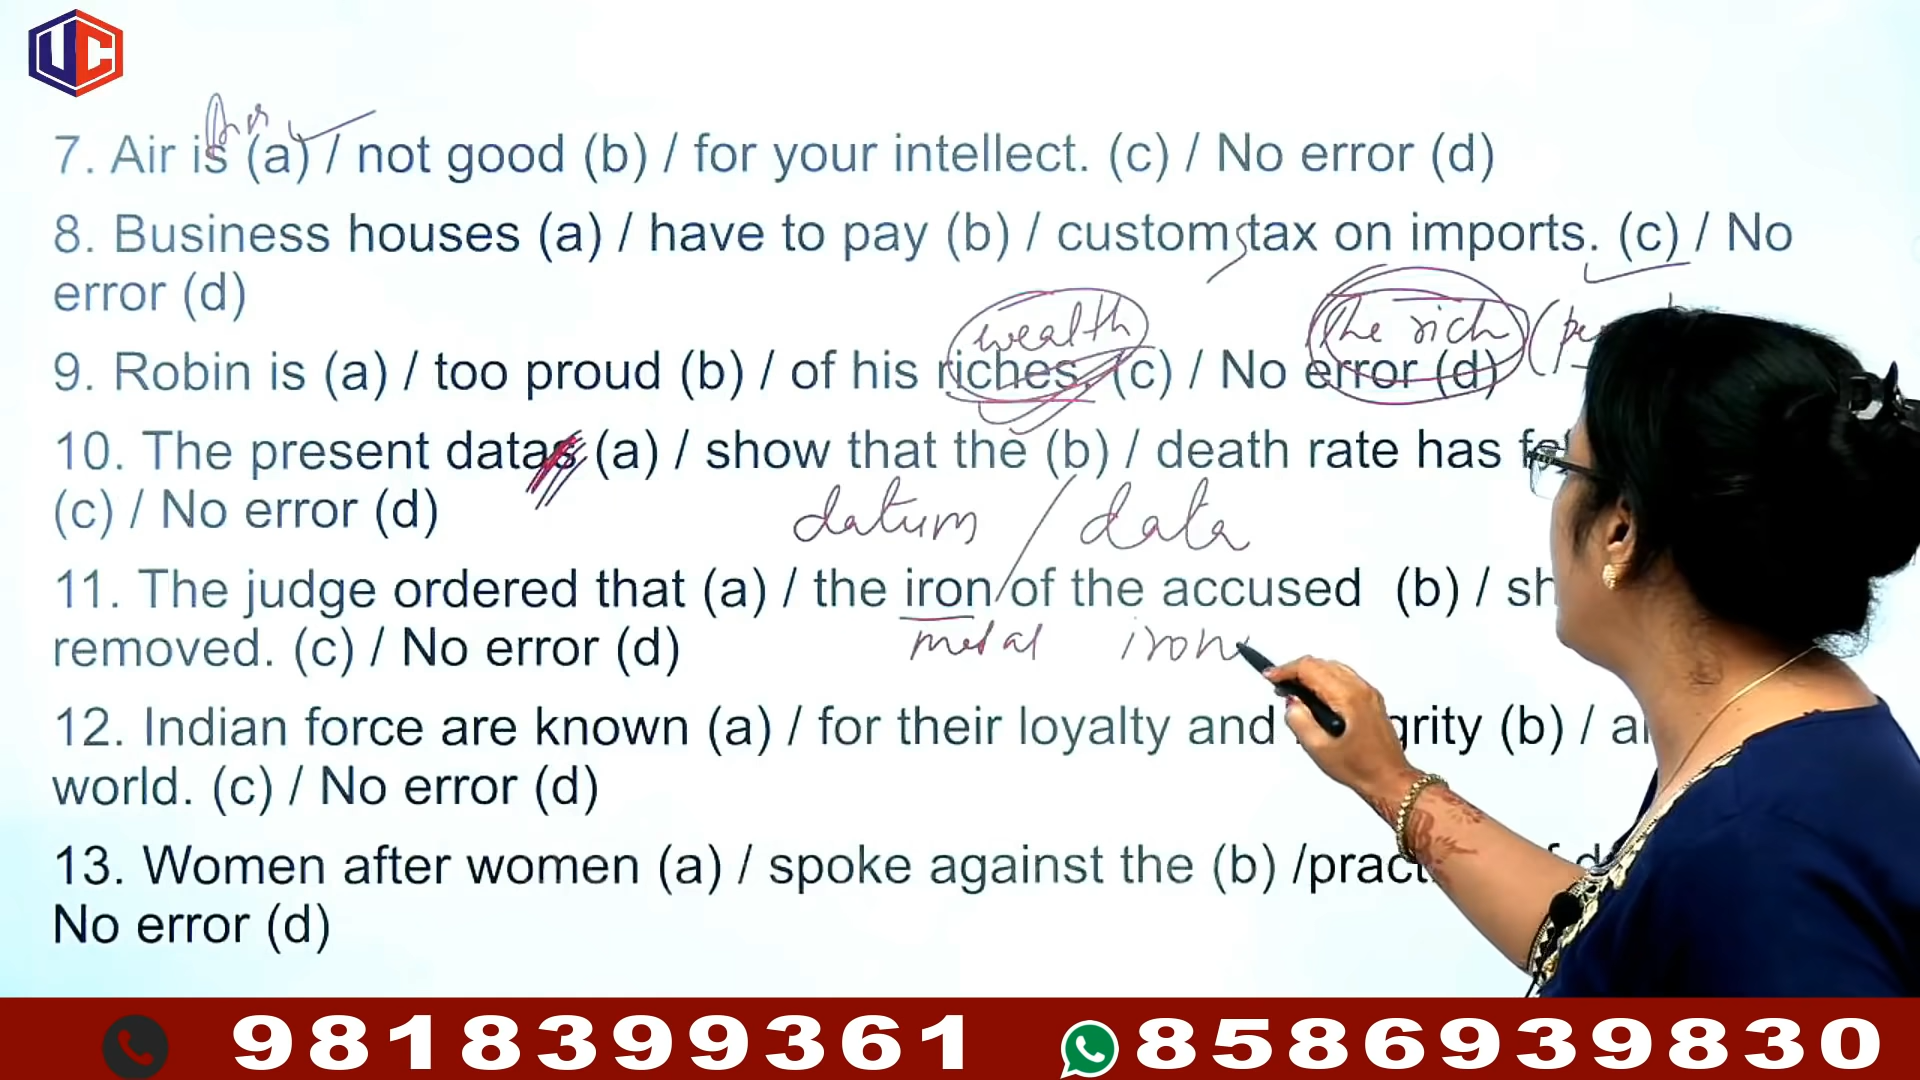 UC
Airs
7. Air is (a) / not good (b) / for your intellect. (c) / No error (d)
8. Business houses (a) / have to pay (b) / custom tax on imports. (c) / No
error (d)
wealth The rich (pe
9. Robin is (a) / too proud (b) / of his riches. (c) / No error (d)
10. The present datas (a) / show that the (b) / death rate has
(c) / No error (d)
datum / data
11. The judge ordered that (a) / the iron of the accused (b) / sh
removed. (c) / No error (d)
metal iron
12. Indian force are known (a) / for their loyalty and grity (b) / a
world. (c) / No error (d)
13. Women after women (a) / spoke against the (b) /pract
No error (d)
9818399361 8586939830